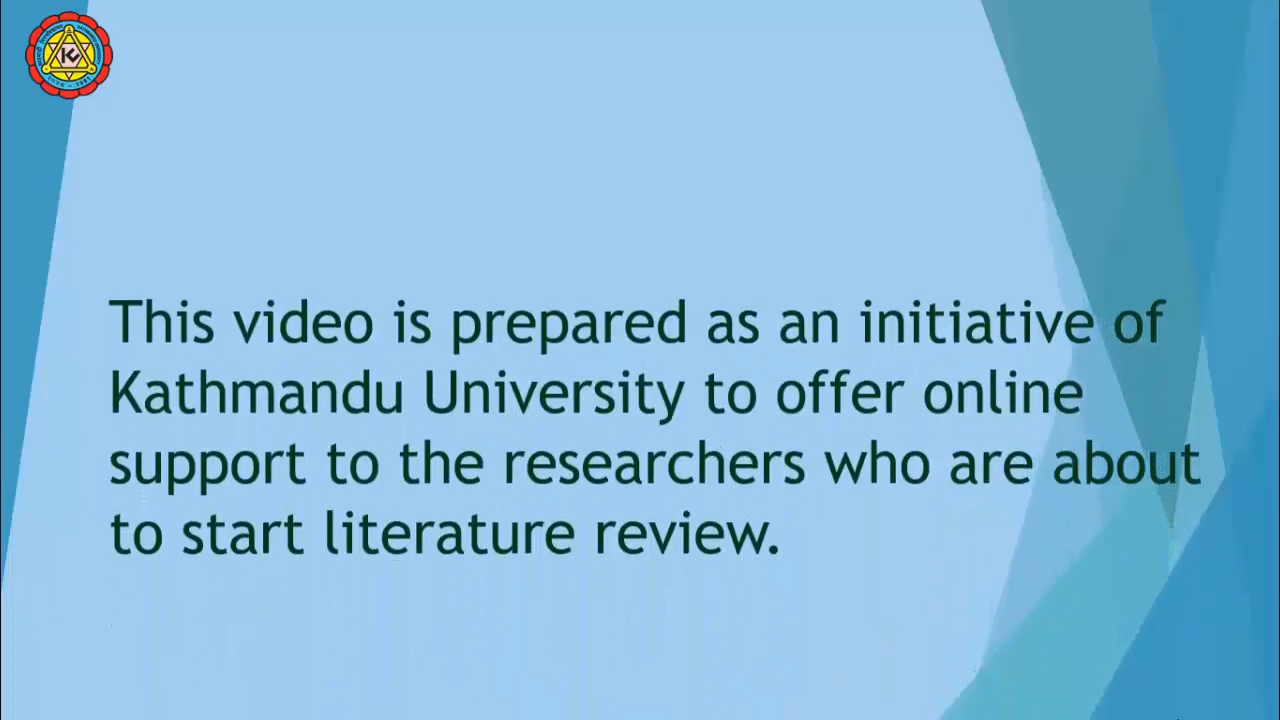 This video is prepared as an initiative of
Kathmandu University to offer online
support to the researchers who are about
to start literature review.